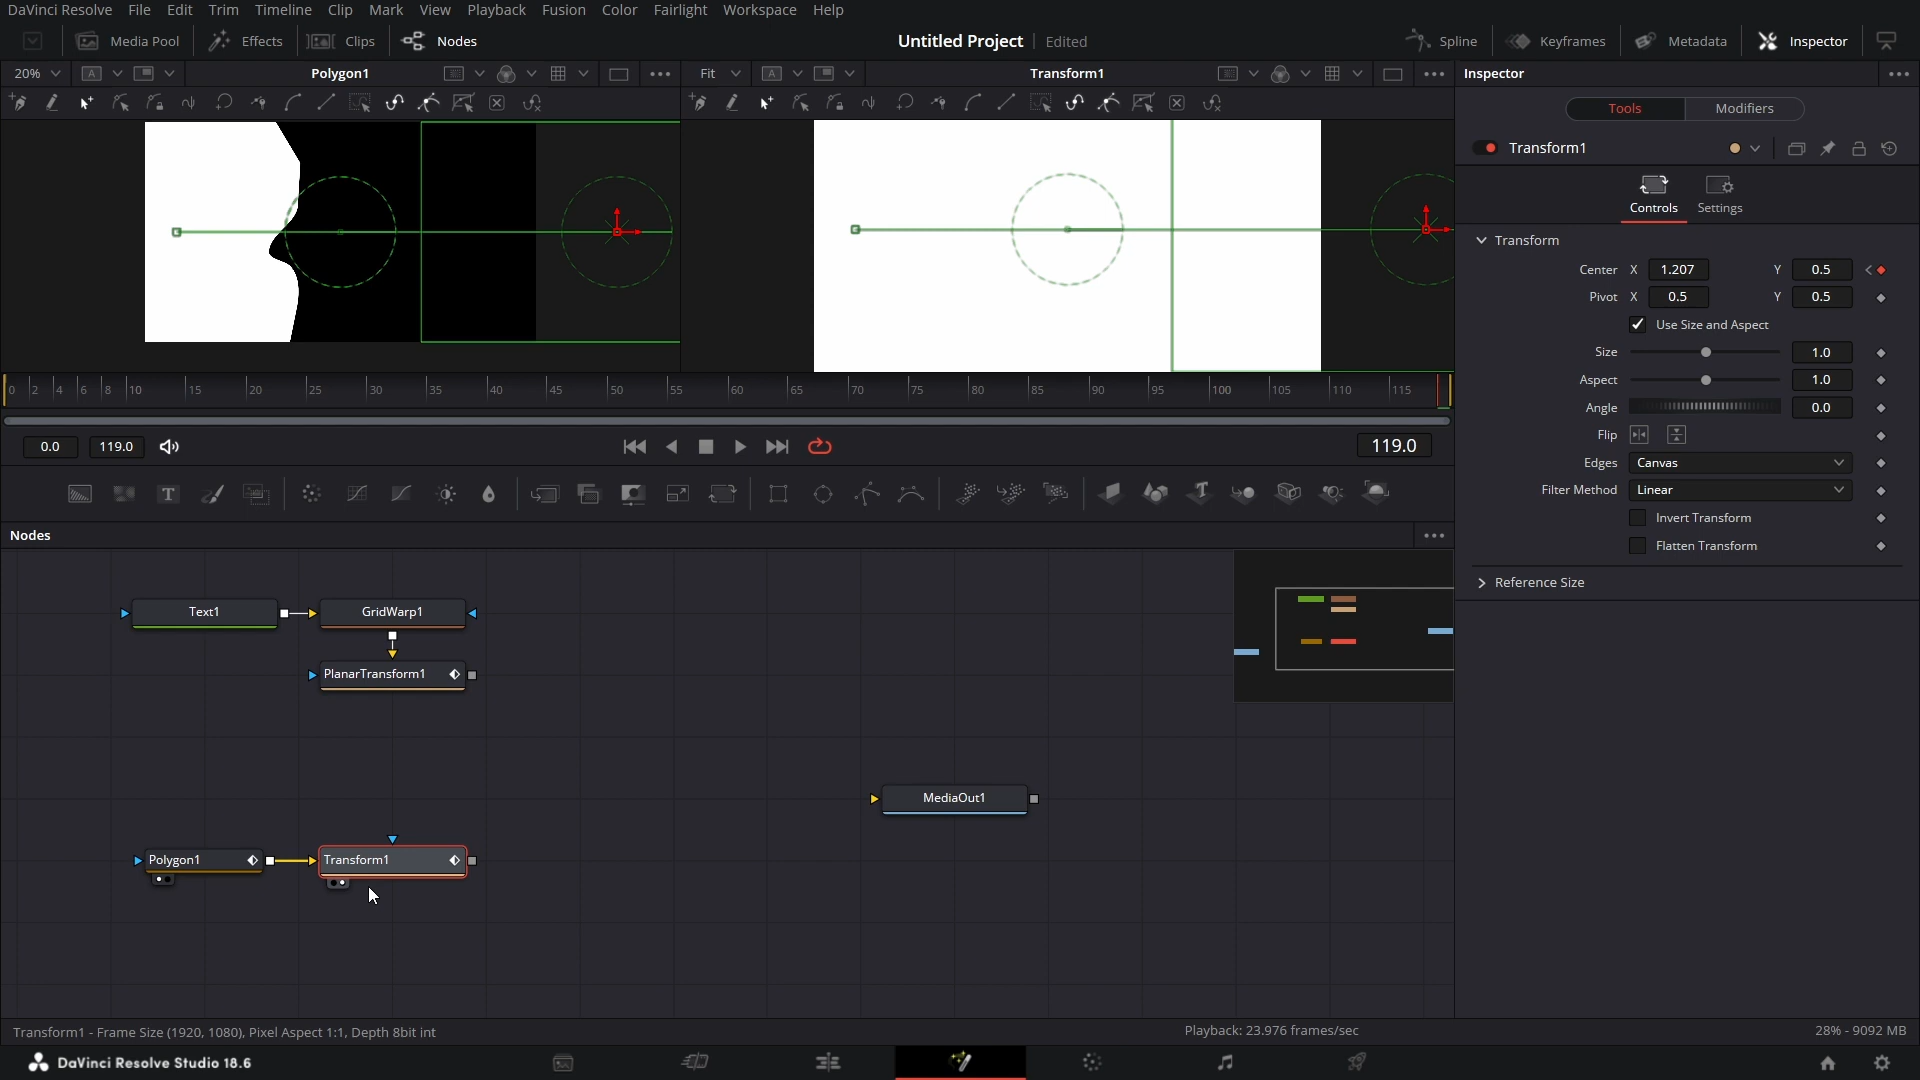 DaVinci Resolve File Edit Trim Timeline Clip Mark View Playback Fusion Color Fairlight Workspace Help
Media Pool Effects Clips Nodes Untitled Project Edited Spline Keyframes Metadata Inspector
20% A Polygon1 Fit A Transform1 Inspector
Tools Modifiers
Transform1
Controls Settings
Transform
Center X 1.207 Y 0.5
Pivot X 0.5 Y 0.5
Use Size and Aspect
Size 1.0
Aspect 1.0
Angle 0.0
Flip
Edges Canvas
Filter Method Linear
Invert Transform
Flatten Transform
Reference Size
0 2 4 6 8 10 15 20 25 30 35 40 45 50 55 60 65 70 75 80 85 90 95 100 105 110 115
0.0 119.0 119.0
T T
Nodes
Text1 GridWarp1
PlanarTransform1
MediaOut1
Polygon1 Transform1
Transform1 - Frame Size (1920, 1080), Pixel Aspect 1:1, Depth 8bit int Playback: 23.976 frames/sec 28% - 9092 MB
DaVinci Resolve Studio 18.6